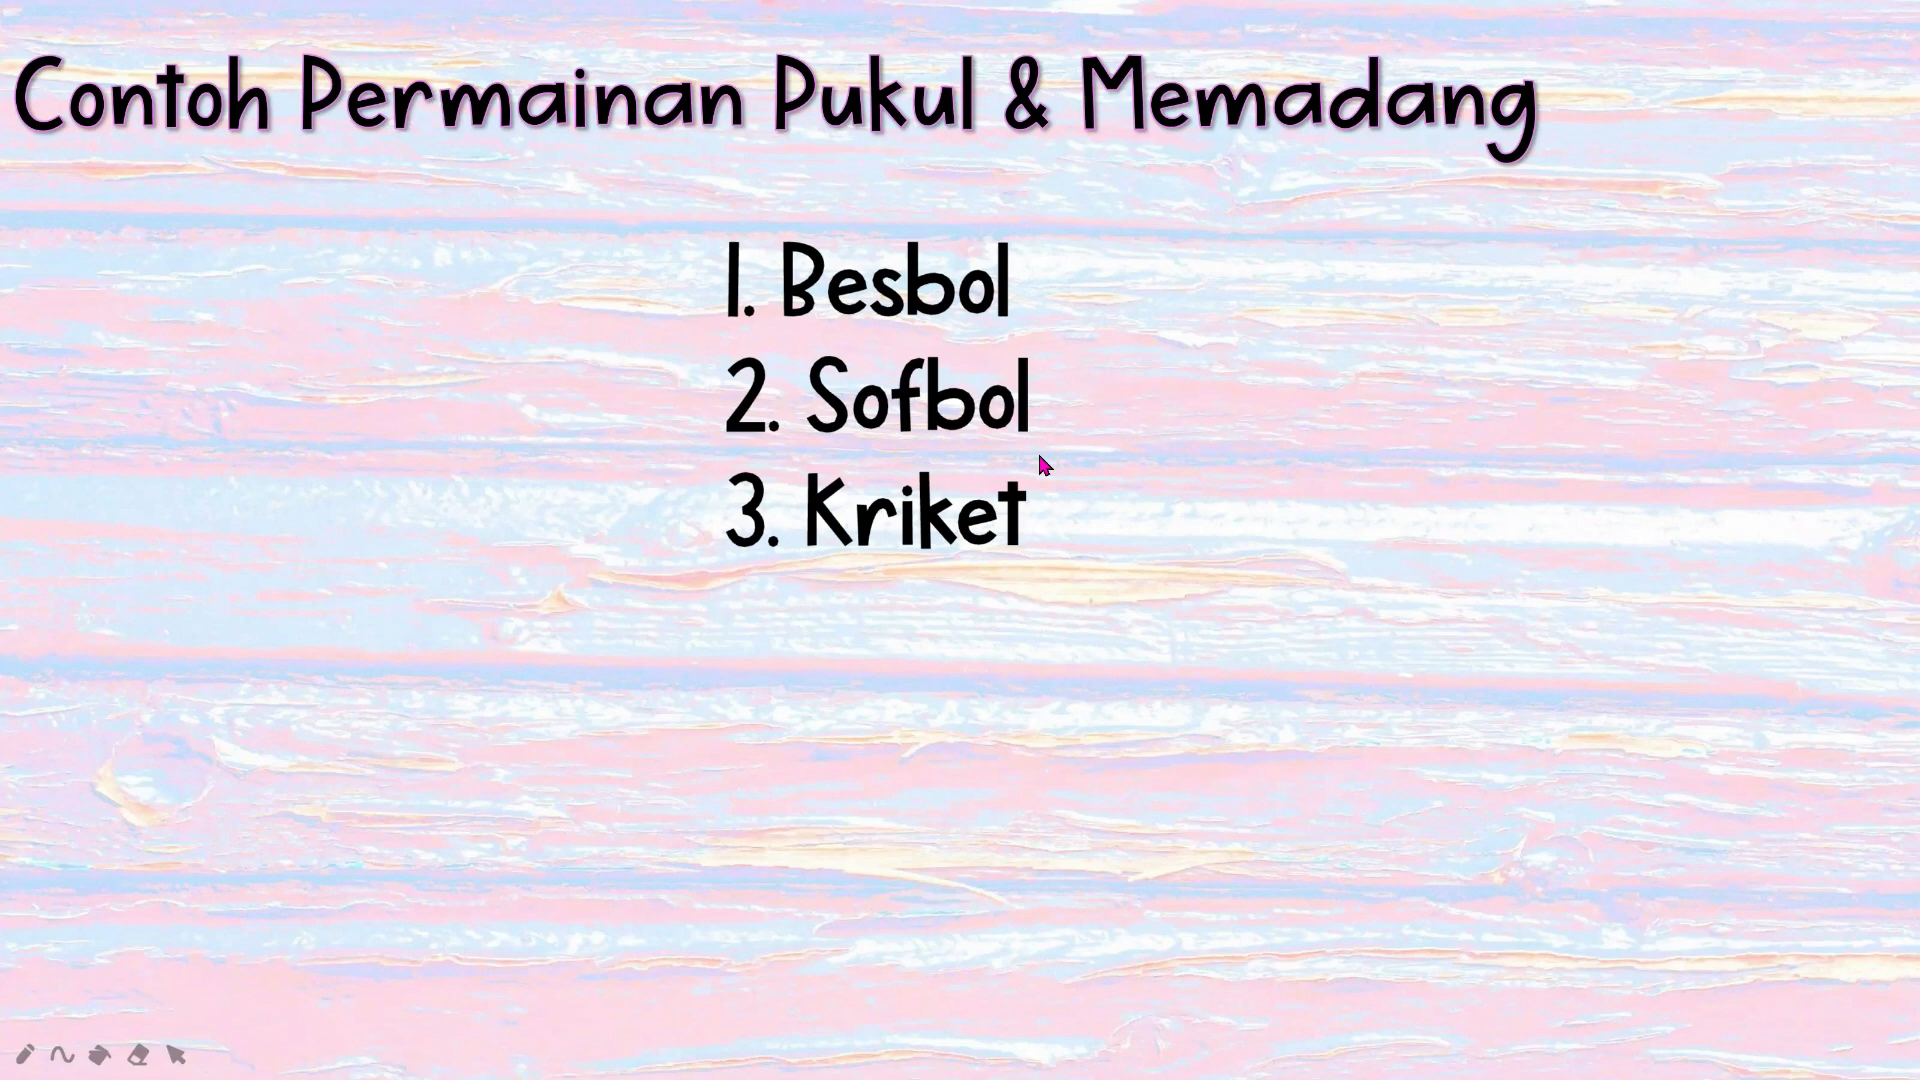 Contoh Permainan Pukul & Memadang
1. Besbol
2. Sofbol
3. Kriket